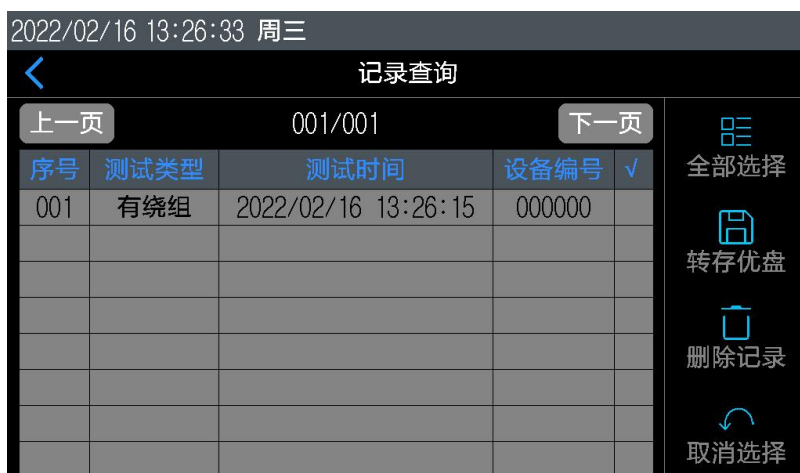 2022/02/16 13:26:33 周三
记录查询
上一页 001/001 下一页
序号 测试类型 测试时间 设备编号 √
001 有绕组 2022/02/16 13:26:15 000000
全部选择
转存优盘
删除记录
取消选择